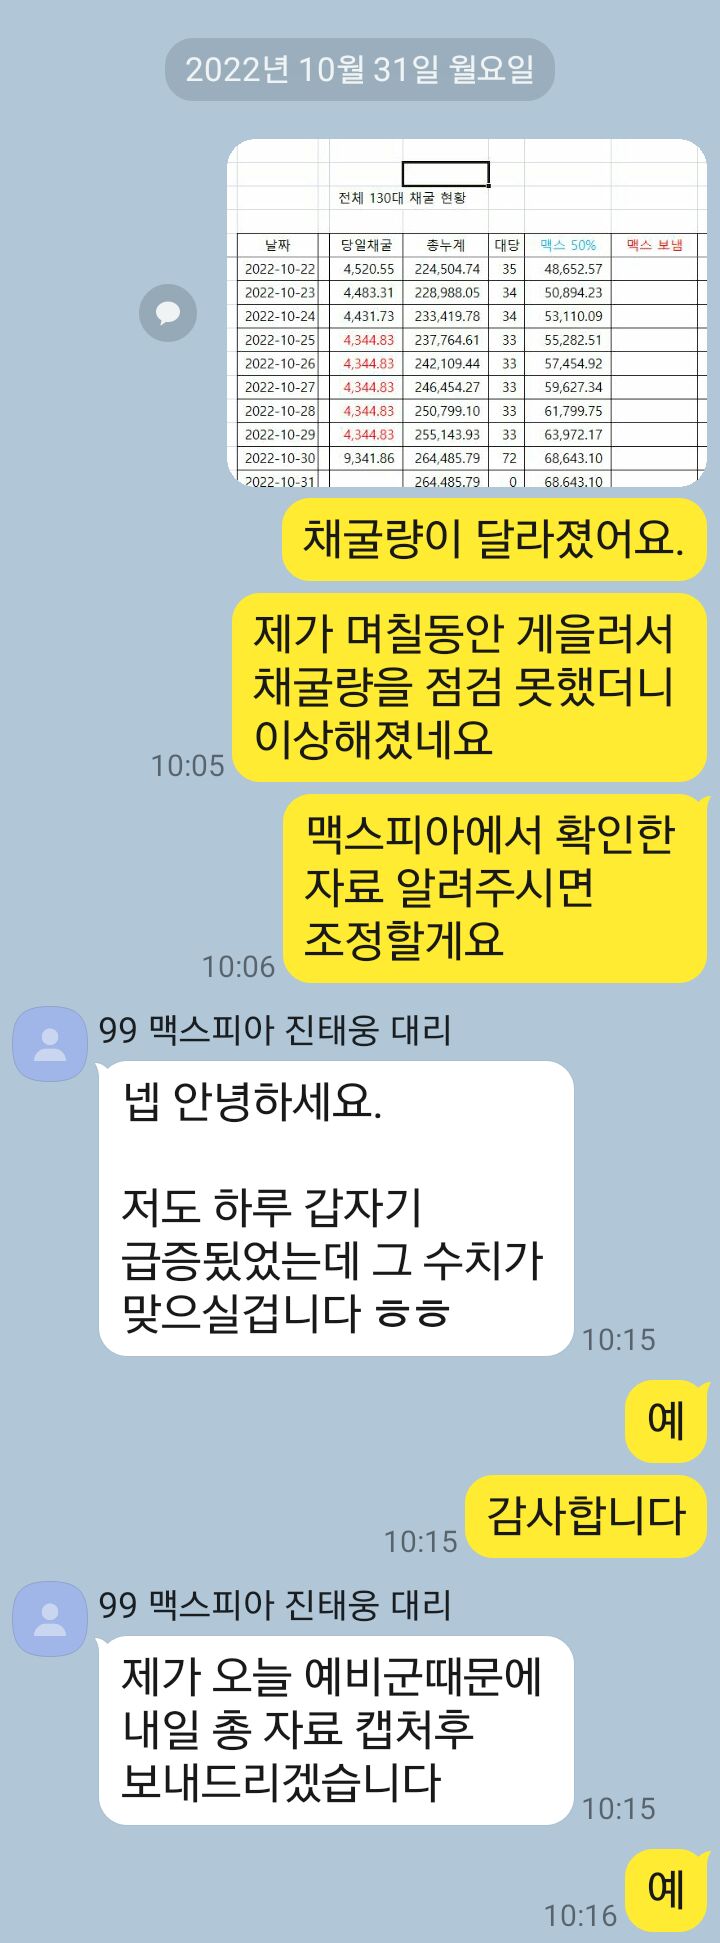 2022년 10월 31일 월요일
전체 130대 채굴 현황
날짜 당일채굴 총누계 대당 맥스 50% 맥스 보냄
2022-10-22 4,520.55 224,504.74 35 48,652.57
2022-10-23 4,483.31 228,988.05 34 50,894.23
2022-10-24 4,431.73 233,419.78 34 53,110.09
2022-10-25 4,344.83 237,764.61 33 55,282.51
2022-10-26 4,344.83 242,109.44 33 57,454.92
2022-10-27 4,344.83 246,454.27 33 59,627.34
2022-10-28 4,344.83 250,799.10 33 61,799.75
2022-10-29 4,344.83 255,143.93 33 63,972.17
2022-10-30 9,341.86 264,485.79 72 68,643.10
2022-10-31 264,485.79 0 68,643.10
채굴량이 달라졌어요.
제가 며칠동안 게을러서
채굴량을 점검 못했더니
이상해졌네요
10:05
맥스피아에서 확인한
자료 알려주시면
조정할게요
10:06
99 맥스피아 진태웅 대리
넵 안녕하세요.
저도 하루 갑자기
급증됬었는데 그 수치가
맞으실겁니다 ㅎㅎ
10:15
예
감사합니다
10:15
99 맥스피아 진태웅 대리
제가 오늘 예비군때문에
내일 총 자료 캡처후
보내드리겠습니다
10:15
예
10:16